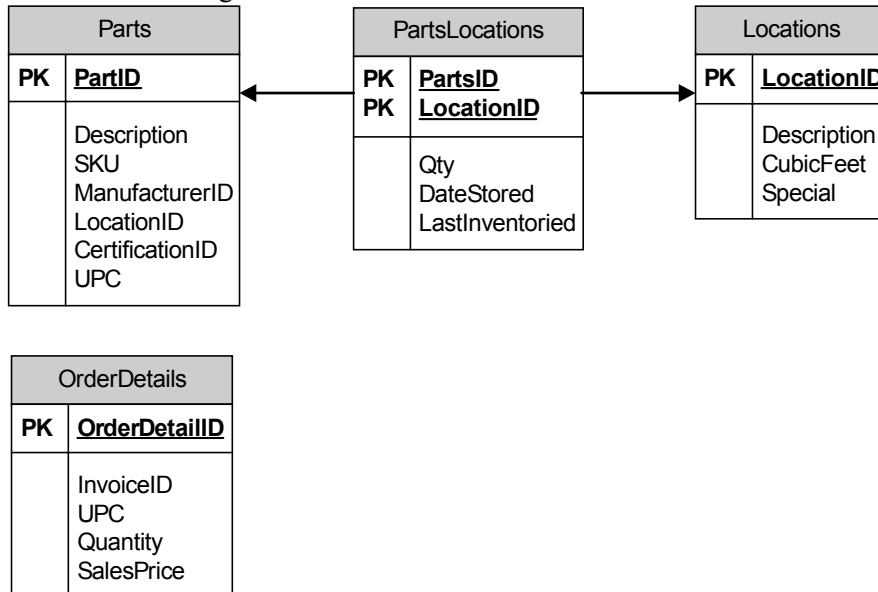 Parts
PK PartID
Description
SKU
ManufacturerID
LocationID
CertificationID
UPC
PartsLocations
PK PartsID
PK LocationID
Qty
DateStored
LastInventoried
Locations
PK LocationID
Description
CubicFeet
Special
OrderDetails
PK OrderDetailID
InvoiceID
UPC
Quantity
SalesPrice